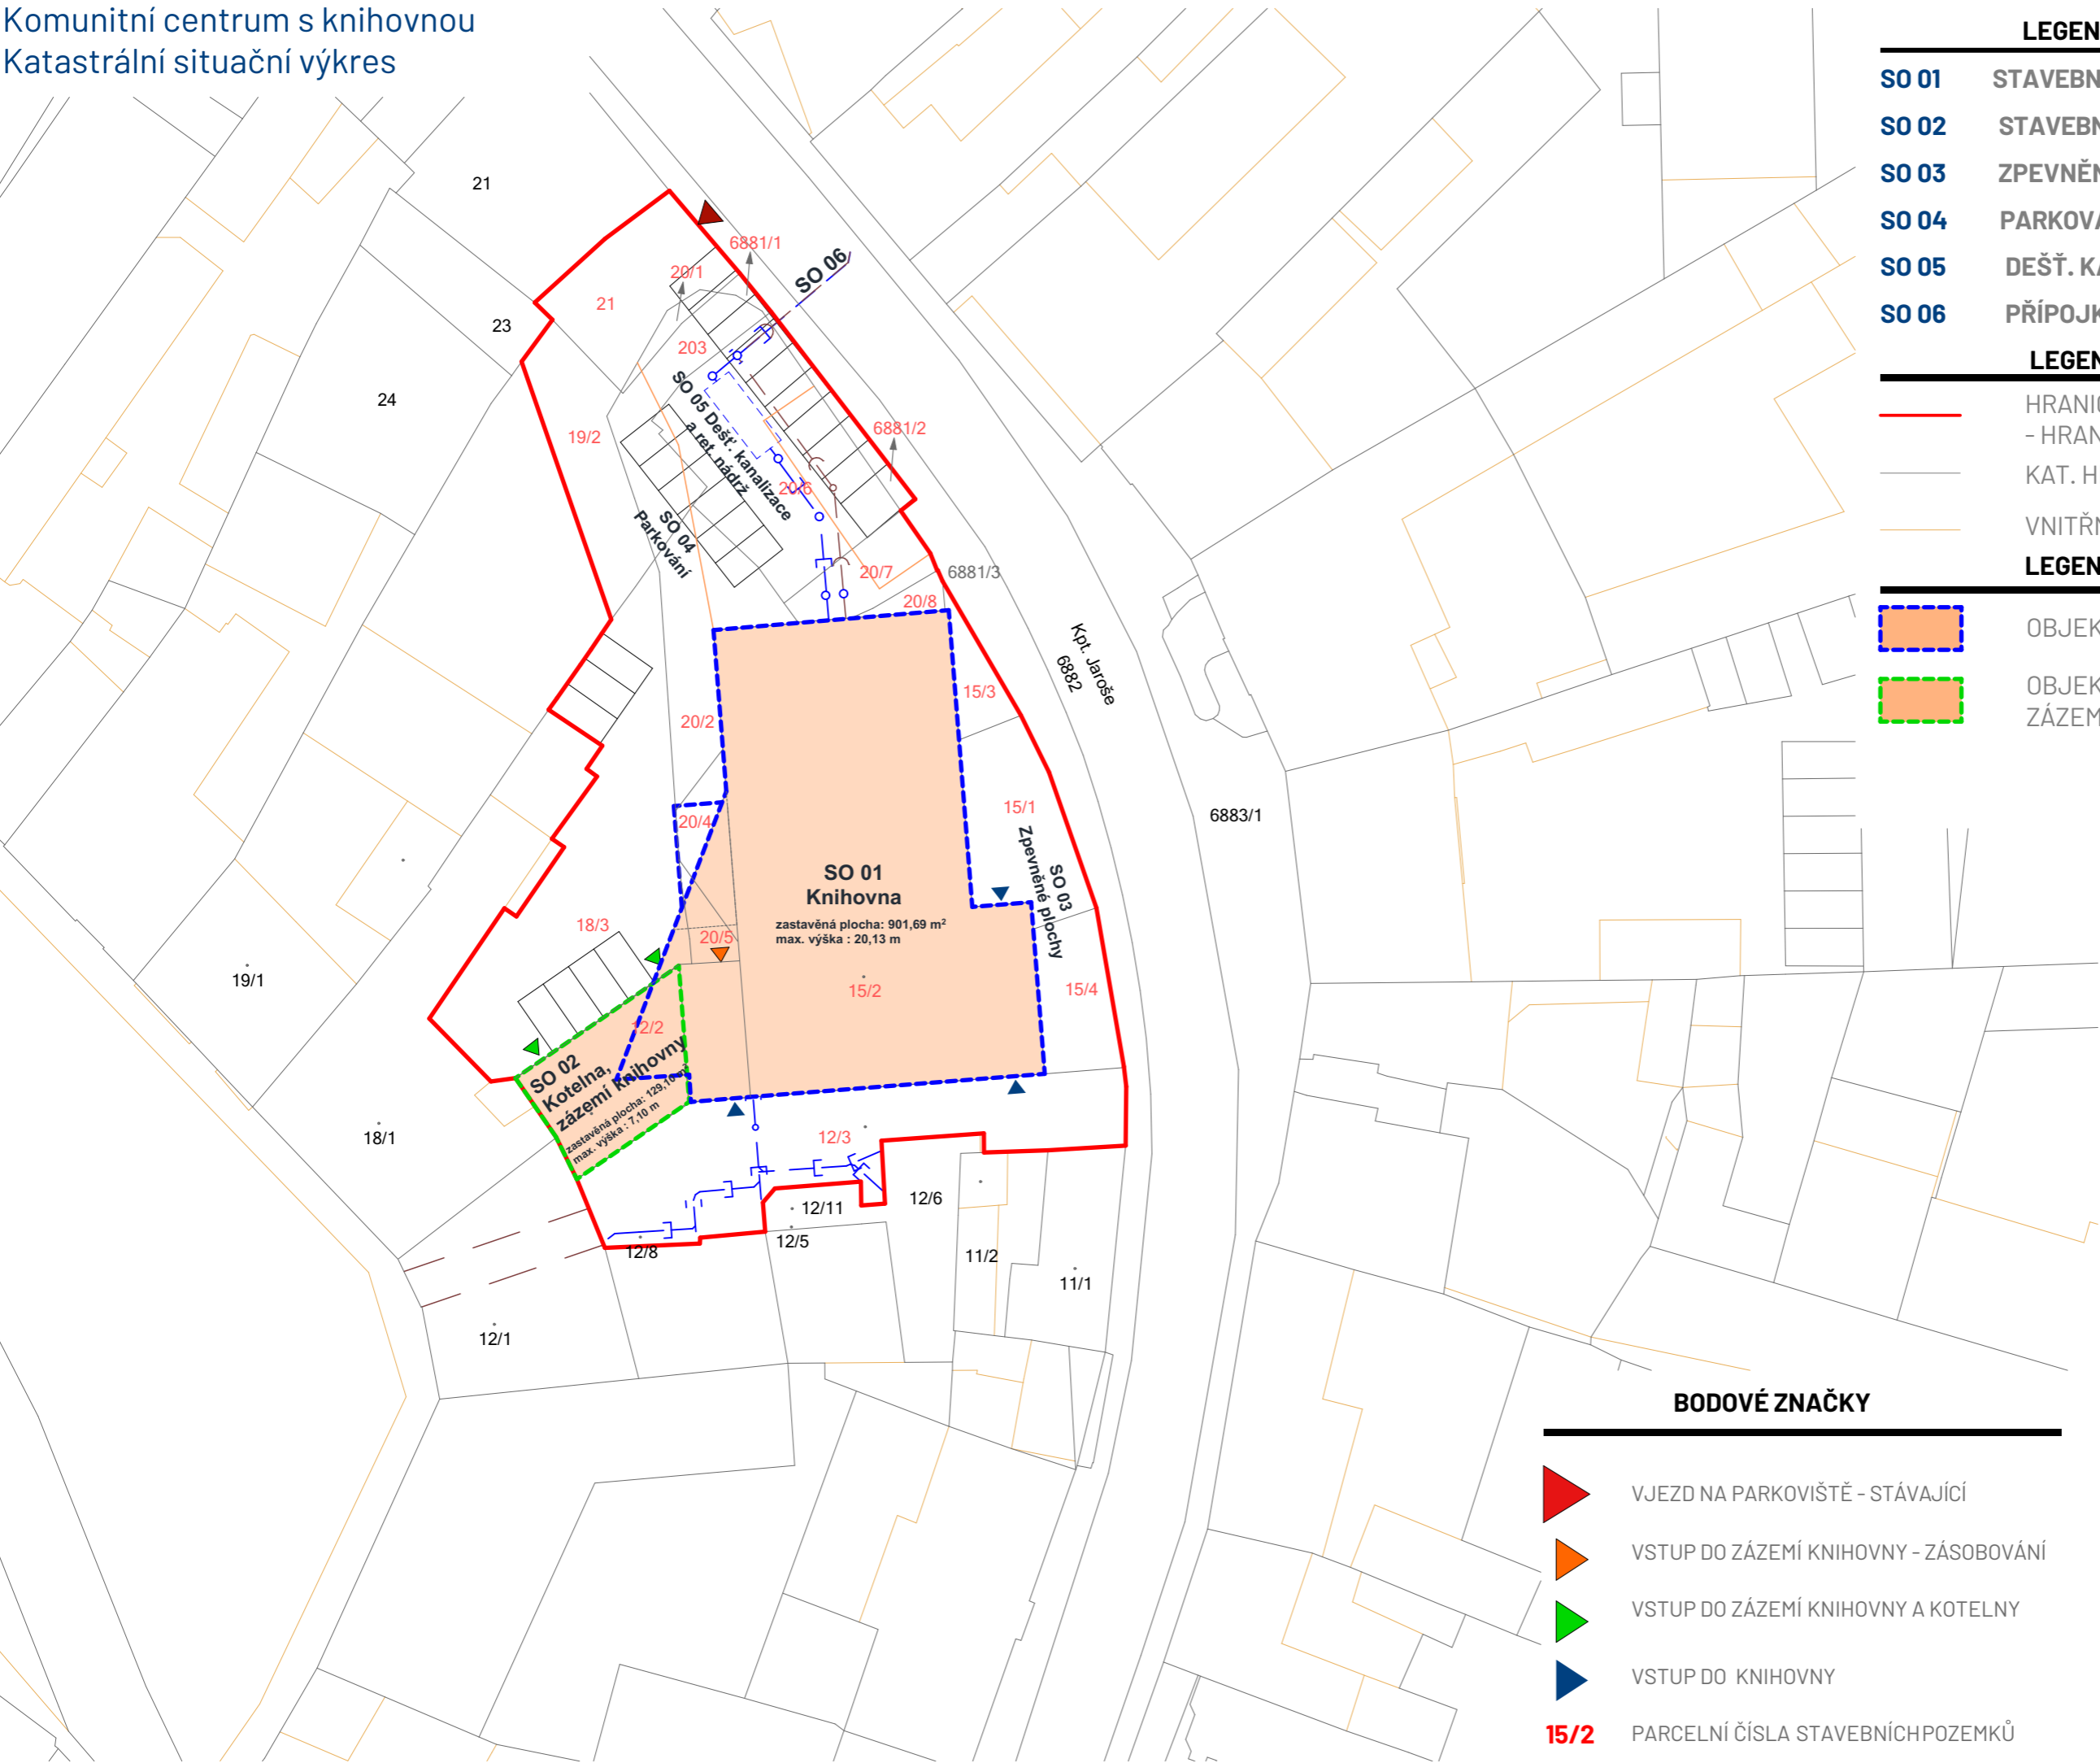 Komunitní centrum s knihovnou
Katastrální situační výkres
LEGEN
SO 01 STAVEBN
SO 02 STAVEBN
SO 03 ZPEVNĚN
SO 04 PARKOVA
SO 05 DEŠŤ. KA
SO 06 PŘÍPOJK
LEGEN
HRANIC
- HRAN
KAT. H
VNITŘN
LEGEN
OBJEK
OBJEK
ZÁZEM
21
6881/1
SO 06
20/1
21
23
203
24
SO 05 Dešť. kanalizace
a ret. nádrž
6881/2
19/2
20/6
SO 04
Parkování
20/7
6881/3
20/8
Kpt. Jaroše
6882
15/3
20/2
15/1
6883/1
20/4
SO 03
Zpevněné plochy
SO 01
Knihovna
zastavěná plocha: 901,69 m²
max. výška : 20,13 m
18/3
20/5
19/1
15/2
15/4
12/2
SO 02
Kotelna,
zázemí knihovny
zastavěná plocha: 129,10 m²
max. výška : 7,10 m
18/1
12/3
12/6
12/11
12/5
12/8
11/2
11/1
12/1
BODOVÉ ZNAČKY
VJEZD NA PARKOVIŠTĚ - STÁVAJÍCÍ
VSTUP DO ZÁZEMÍ KNIHOVNY - ZÁSOBOVÁNÍ
VSTUP DO ZÁZEMÍ KNIHOVNY A KOTELNY
VSTUP DO KNIHOVNY
15/2 PARCELNÍ ČÍSLA STAVEBNÍCH POZEMKŮ